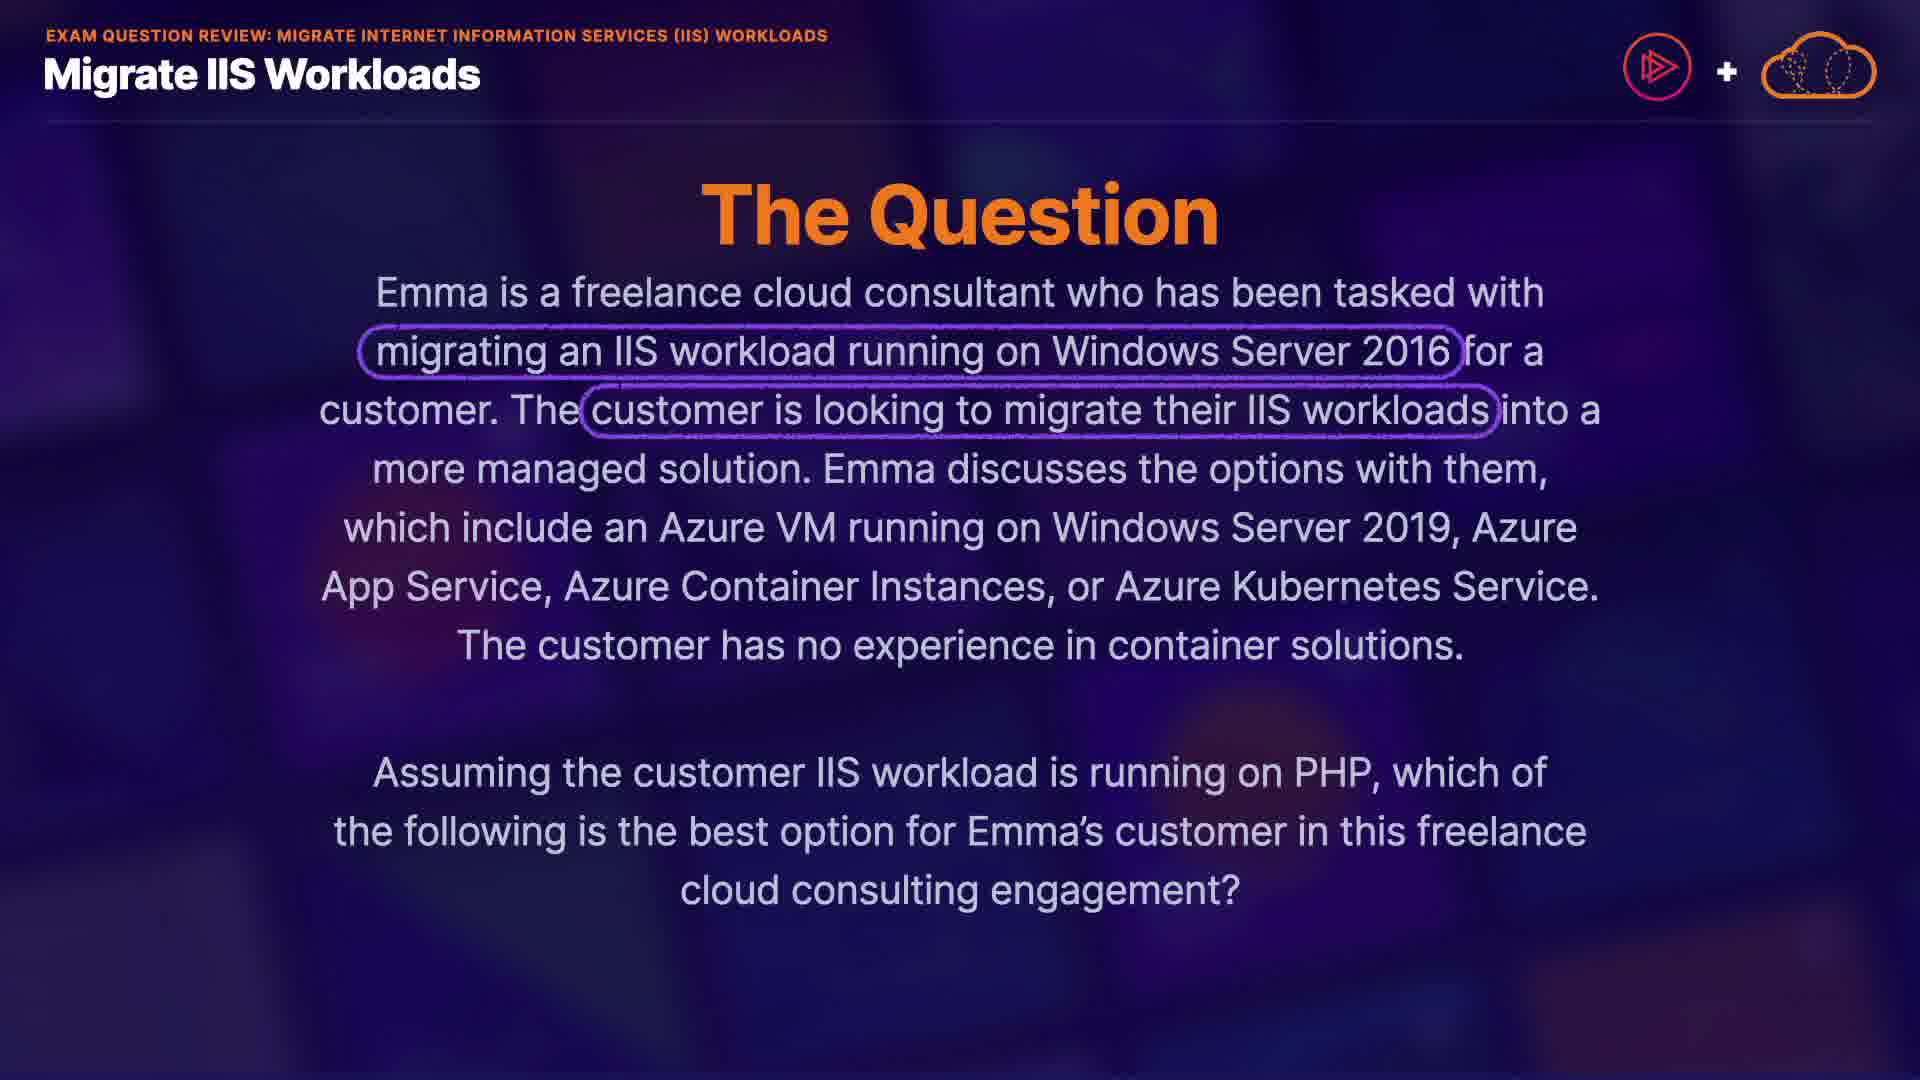 EXAM QUESTION REVIEW: MIGRATE INTERNET INFORMATION SERVICES (IIS) WORKLOADS
Migrate IIS Workloads
The Question
Emma is a freelance cloud consultant who has been tasked with
migrating an IIS workload running on Windows Server 2016 for a
customer. The customer is looking to migrate their IIS workloads into a
more managed solution. Emma discusses the options with them,
which include an Azure VM running on Windows Server 2019, Azure
App Service, Azure Container Instances, or Azure Kubernetes Service.
The customer has no experience in container solutions.
Assuming the customer IIS workload is running on PHP, which of
the following is the best option for Emma’s customer in this freelance
cloud consulting engagement?